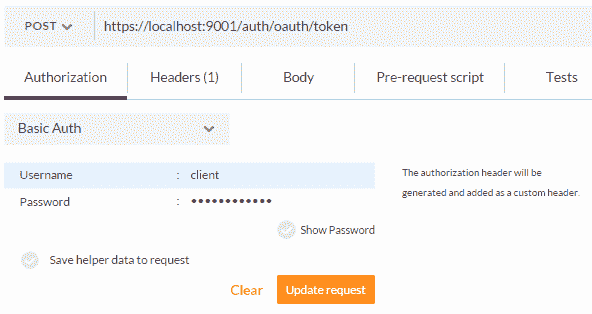 POST https://localhost:9001/auth/oauth/token
Authorization Headers (1) Body Pre-request script Tests
Basic Auth
Username : client The authorization header will be
Password : •••••••••••• generated and added as a custom header.
Show Password
Save helper data to request
Clear Update request